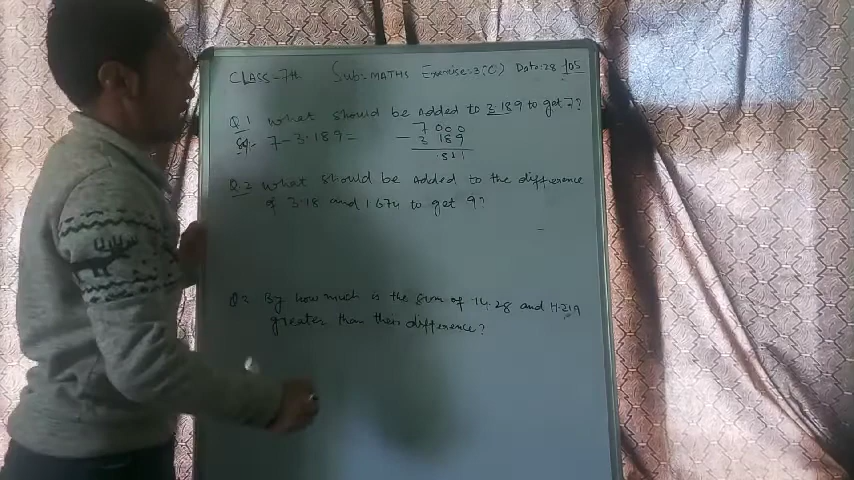 CLASS-7th Sub:- MATHS Exercise:-3(C) Date:-28/05
Q.1 What should be added to 3.189 to get 7?
Sol- 7-3.189= - 7 000
3 189
811
Q.2 What should be added to the difference
of 3.18 and 1.674 to get 9?
Q3 By how much is the sum of 14.28 and
greater than their difference?